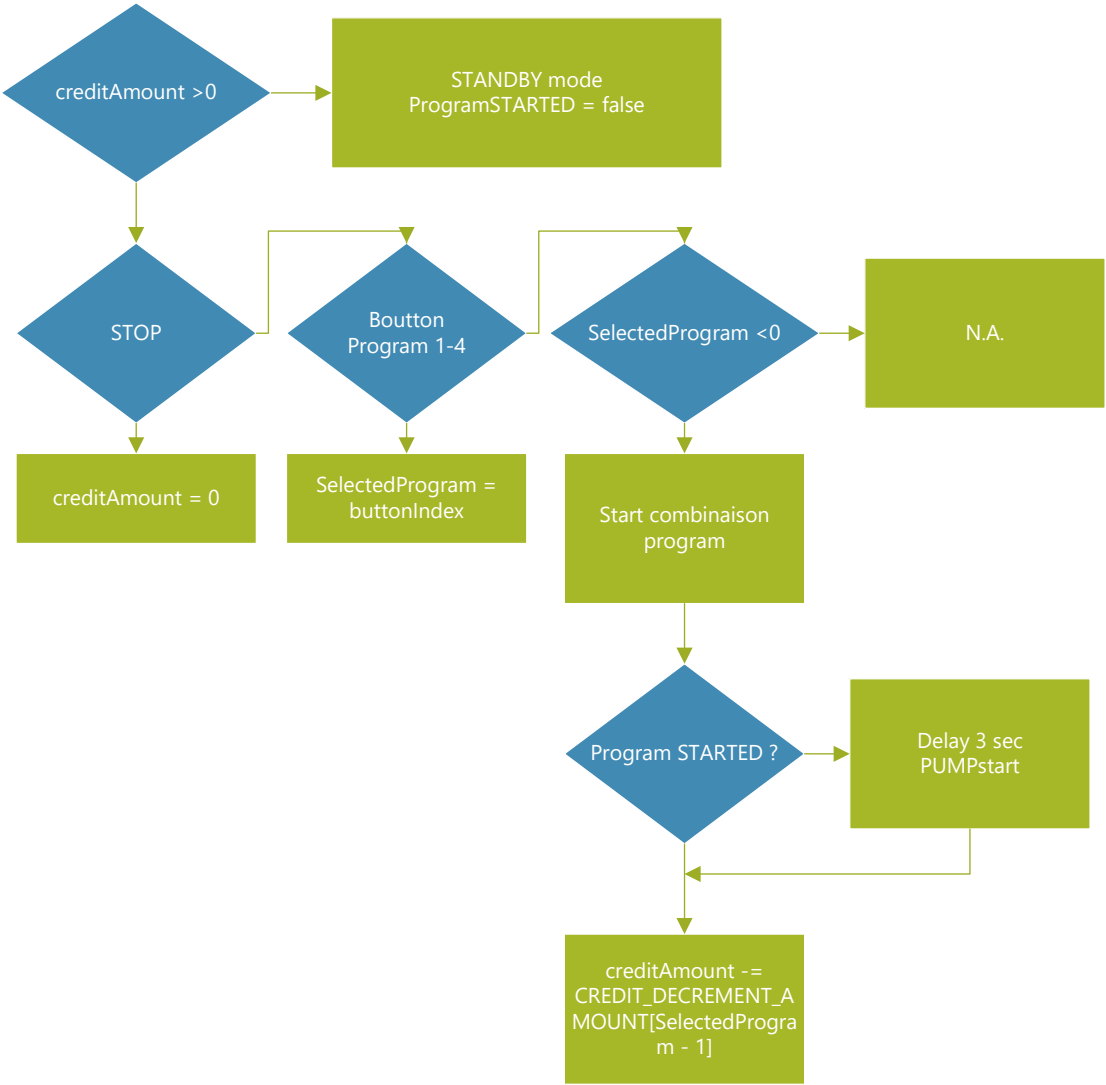 creditAmount >0
STANDBY mode
ProgramSTARTED = false
STOP
Boutton
Program 1-4
SelectedProgram <0
N.A.
creditAmount = 0
SelectedProgram =
buttonIndex
Start combinaison
program
Program STARTED ?
Delay 3 sec
PUMPstart
creditAmount -=
CREDIT_DECREMENT_A
MOUNT[SelectedProgra
m - 1]